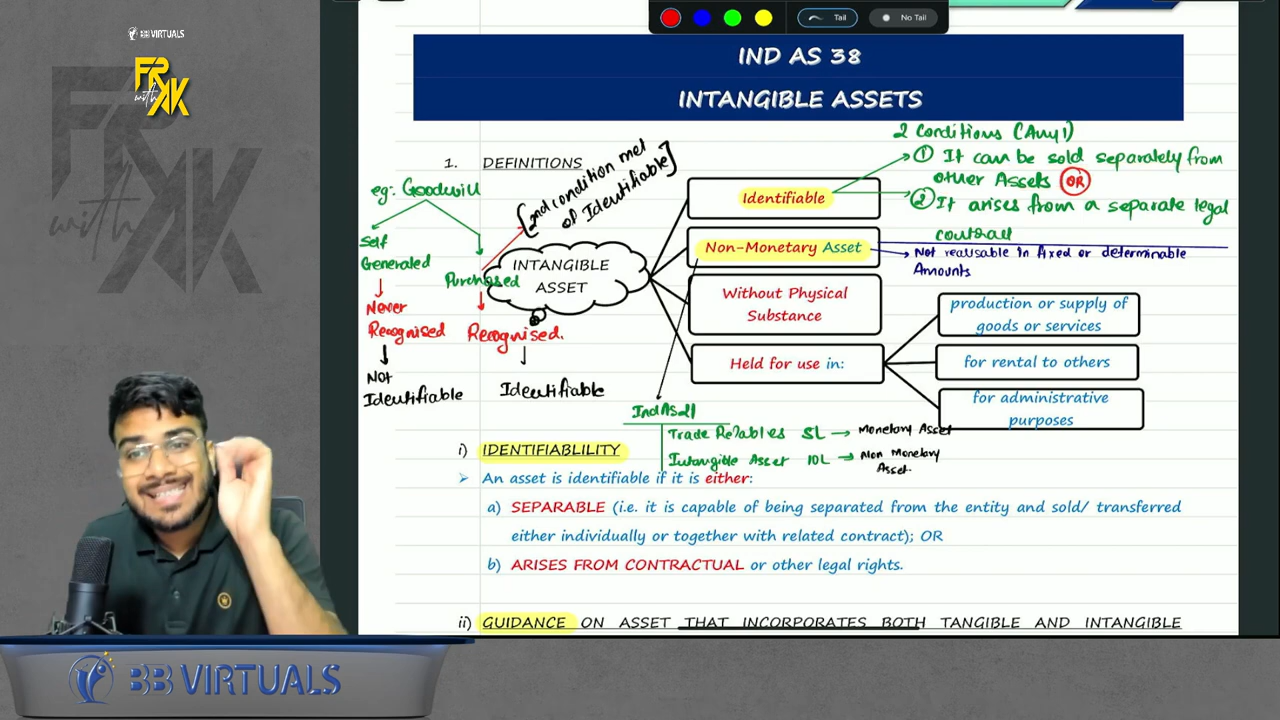 BB VIRTUALS
FR
with
AK
Tail
No Tail
IND AS 38
INTANGIBLE ASSETS
1. DEFINITIONS
2 Conditions (Any 1)
① It can be sold separately from
other Assets OR
② It arises from a separate legal
contract
Not realisable in fixed or determinable
Amounts
[2nd condition met
of Identifiable]
eg: Goodwill
Self
Generated
Purchased
Never
Recognised
Recognised.
Not
Identifiable
Identifiable
INTANGIBLE
ASSET
Identifiable
Non-Monetary Asset
Without Physical
Substance
Held for use in:
production or supply of
goods or services
for rental to others
for administrative
purposes
Ind AS 21
Trade Re⁠ables 5L → Monetary Asset
Intangible Asset 10L → Non Monetary
Asset.
i) IDENTIFIABLILITY
➢ An asset is identifiable if it is either:
a) SEPARABLE (i.e. it is capable of being separated from the entity and sold/ transferred
either individually or together with related contract); OR
b) ARISES FROM CONTRACTUAL or other legal rights.
ii) GUIDANCE ON ASSET THAT INCORPORATES BOTH TANGIBLE AND INTANGIBLE
BB VIRTUALS